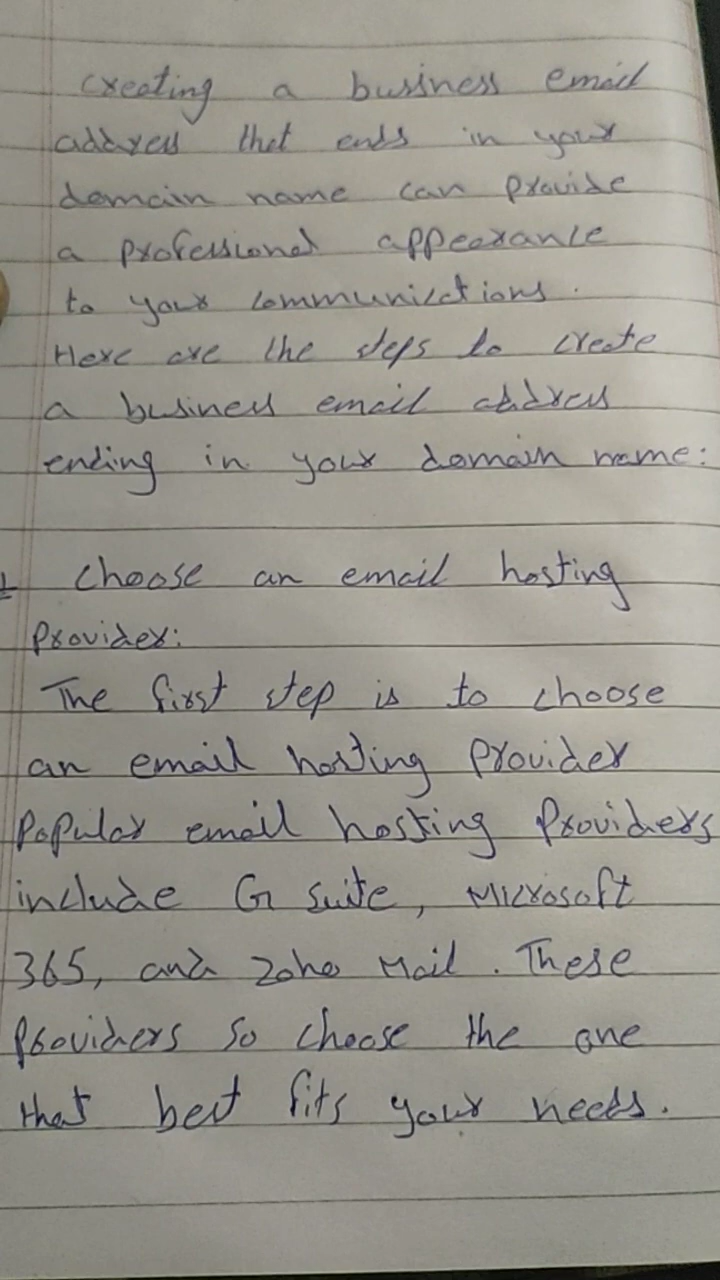 Creating a business email
address that ends in your
domain name can provide
a professional appearance
to your communications.
Here are the steps to create
a business email address
ending in your domain name:
1 Choose an email hosting
Provider:
The first step is to choose
an email hosting provider
Popular email hosting Providers
include G Suite, Microsoft
365, and Zoho Mail. These
Providers so choose the one
that best fits your needs.